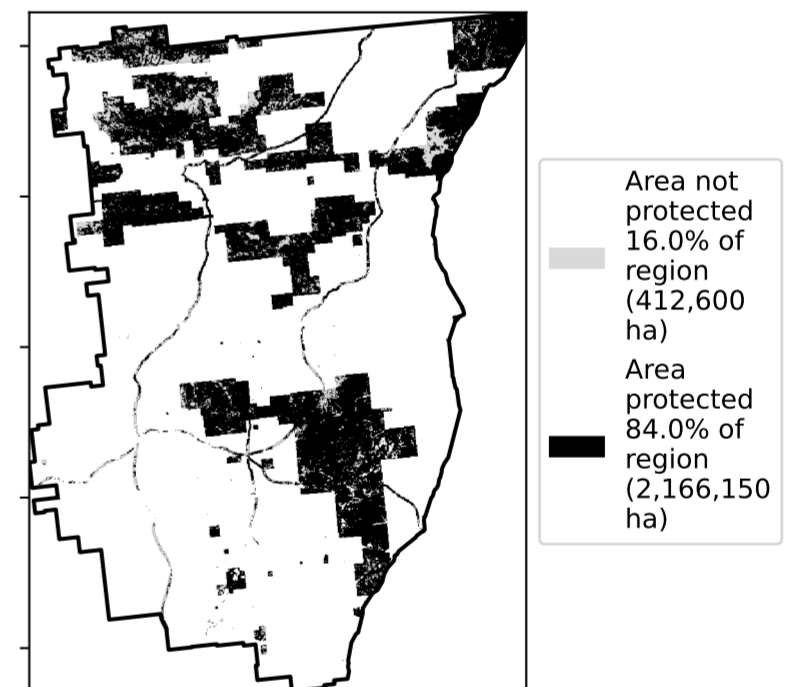 Area not
protected
16.0% of
region
(412,600
ha)
Area
protected
84.0% of
region
(2,166,150
ha)